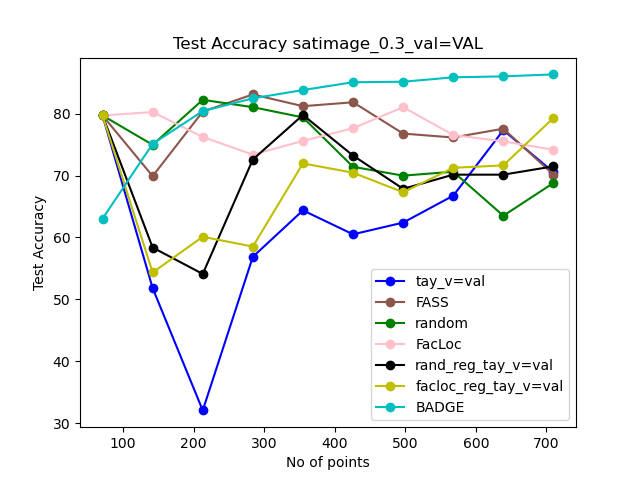 Test Accuracy satimage_0.3_val=VAL
Test Accuracy
80
70
60
50
40
30
tay_v=val
FASS
random
FacLoc
rand_reg_tay_v=val
facloc_reg_tay_v=val
BADGE
100 200 300 400 500 600 700
No of points